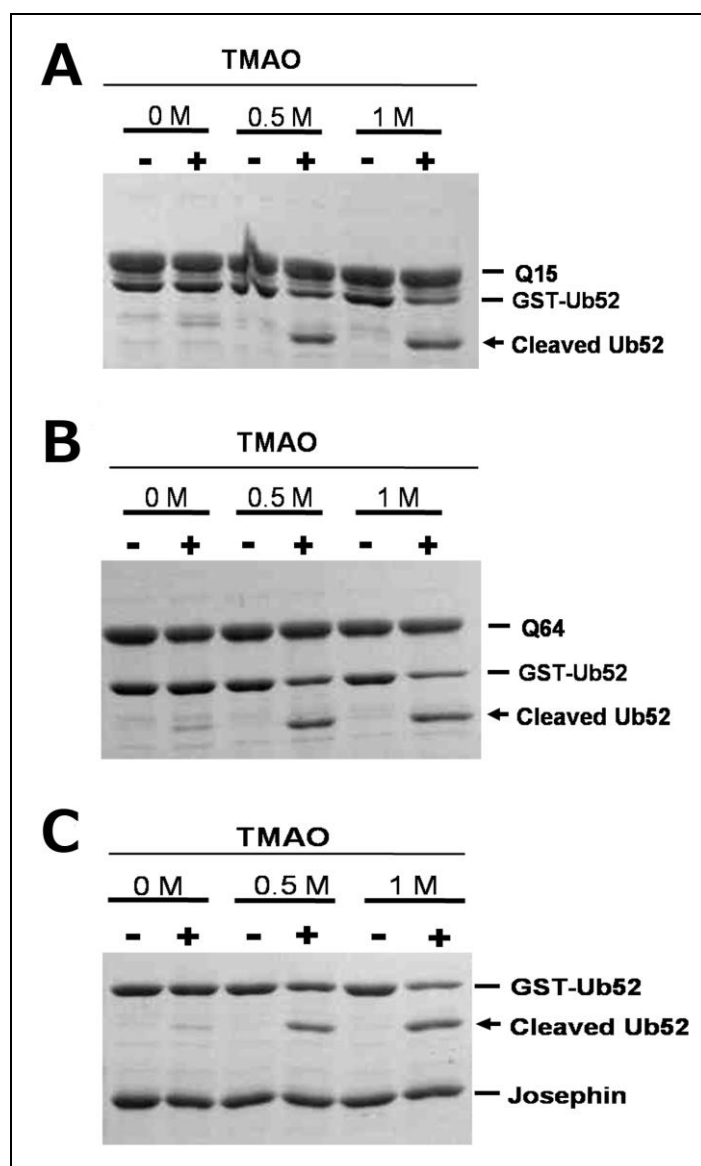 A
TMAO
0 M 0.5 M 1 M
- + - + - +
Q15
GST-Ub52
Cleaved Ub52
B
TMAO
0 M 0.5 M 1 M
- + - + - +
Q64
GST-Ub52
Cleaved Ub52
C
TMAO
0 M 0.5 M 1 M
- + - + - +
GST-Ub52
Cleaved Ub52
Josephin